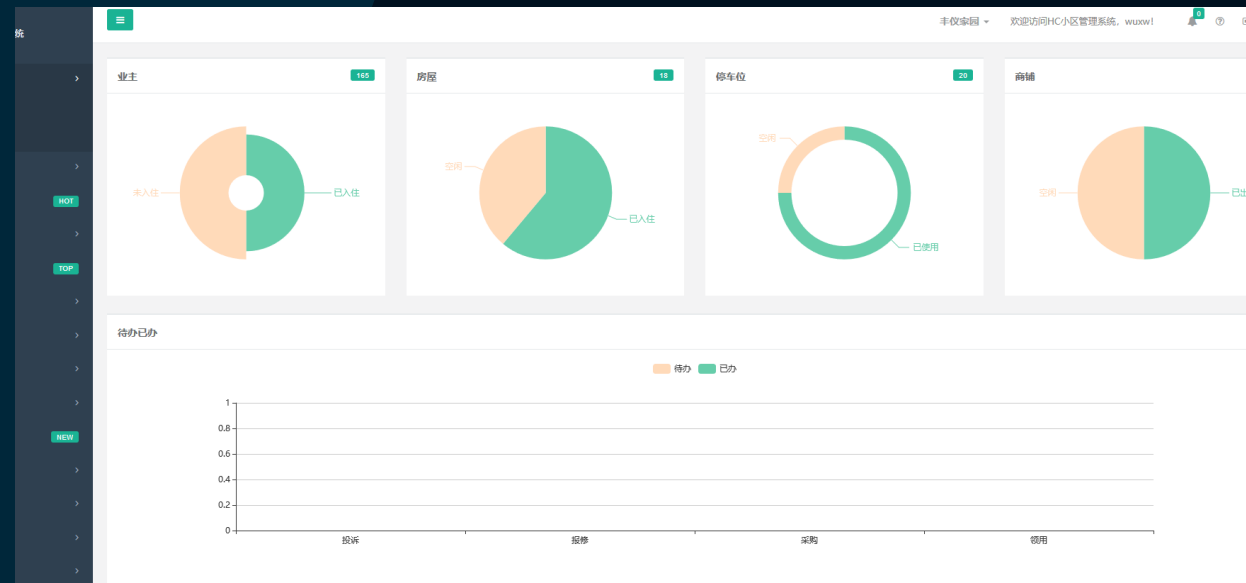 统
丰仪家园
欢迎访问HC小区管理系统，wuxw!
0
业主
165
房屋
18
停车位
20
商铺
未入住
已入住
空闲
已入住
空闲
已使用
空闲
已出
HOT
TOP
NEW
待办已办
待办
已办
1
0.8
0.6
0.4
0.2
0
投诉
报修
采购
领用